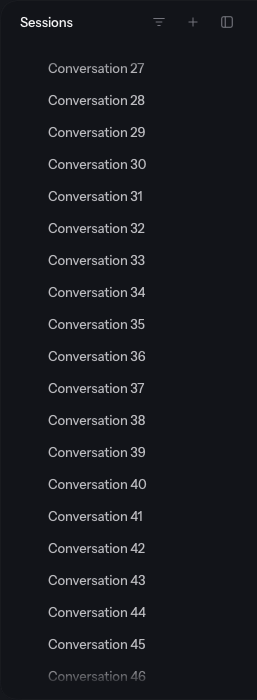 Sessions
Conversation 27
Conversation 28
Conversation 29
Conversation 30
Conversation 31
Conversation 32
Conversation 33
Conversation 34
Conversation 35
Conversation 36
Conversation 37
Conversation 38
Conversation 39
Conversation 40
Conversation 41
Conversation 42
Conversation 43
Conversation 44
Conversation 45
Conversation 46